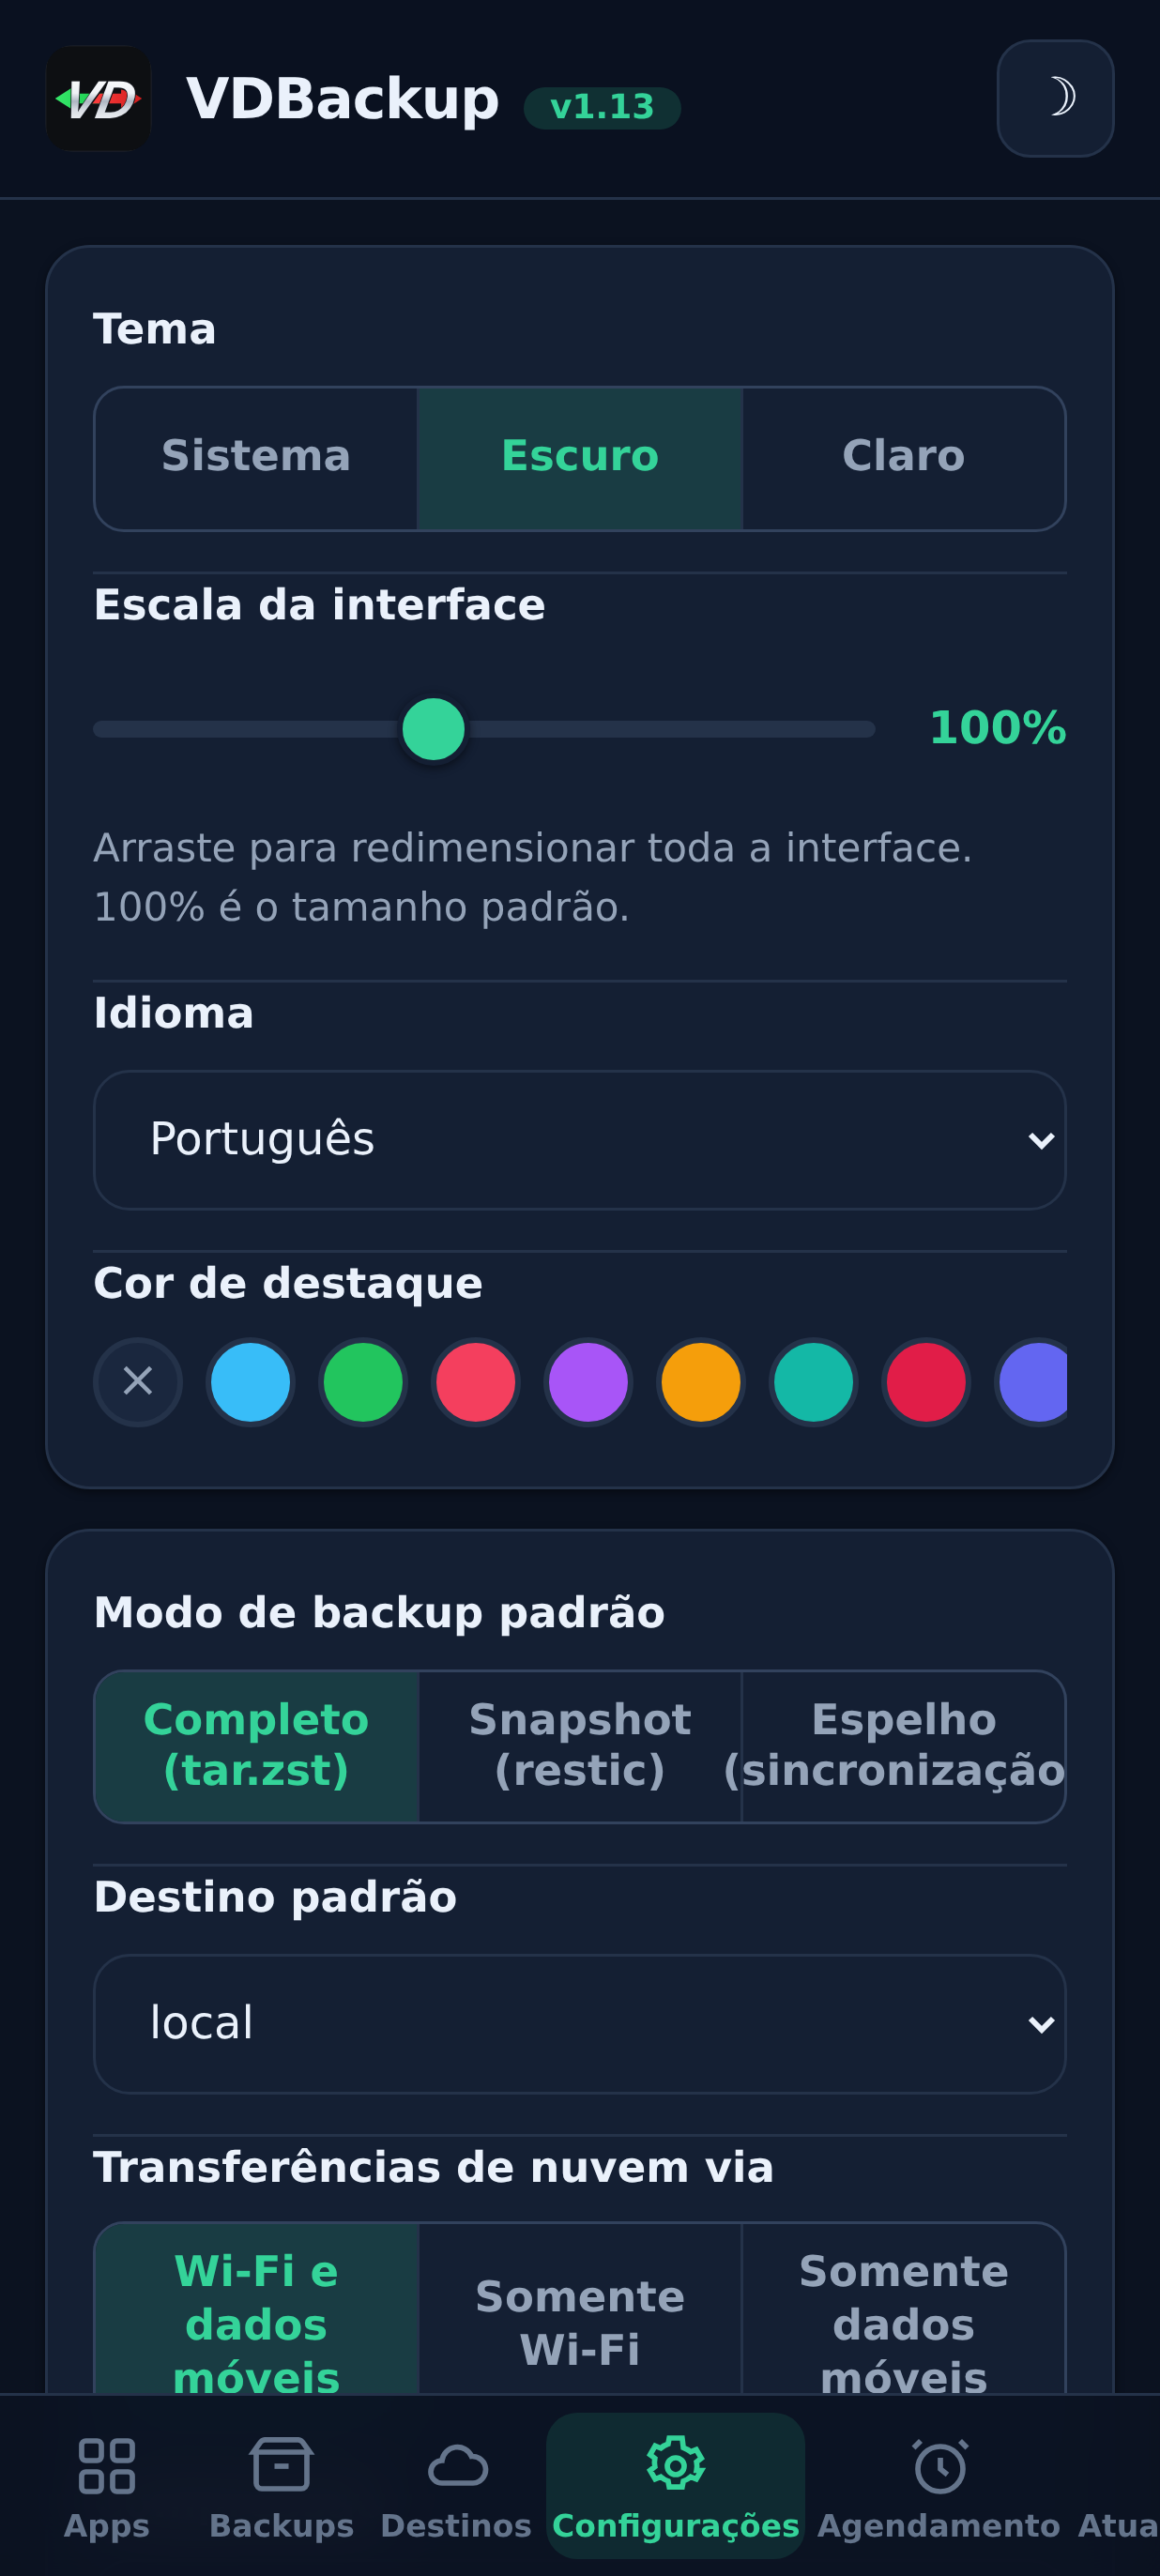 VD
VDBackup v1.13
Tema
Sistema Escuro Claro
Escala da interface
100%
Arraste para redimensionar toda a interface.
100% é o tamanho padrão.
Idioma
Português
Cor de destaque
Modo de backup padrão
Completo
(tar.zst)
Snapshot
(restic)
Espelho
(sincronização
Destino padrão
local
Transferências de nuvem via
Wi-Fi e
dados
móveis
Somente
Wi-Fi
Somente
dados
móveis
Apps Backups Destinos Configurações Agendamento Atua